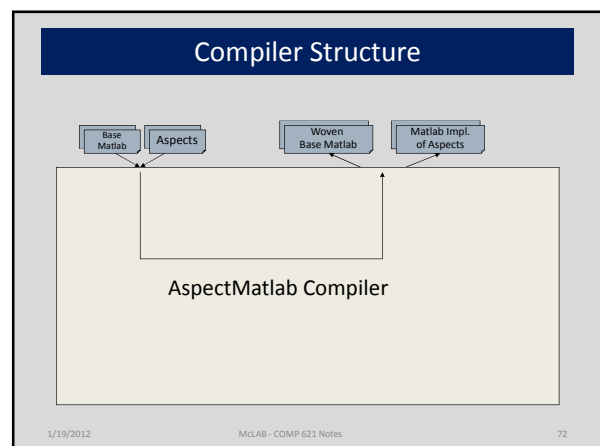 Compiler Structure
Base
Matlab
Aspects
Woven
Base Matlab
Matlab Impl.
of Aspects
AspectMatlab Compiler
1/19/2012
McLAB - COMP 621 Notes
72